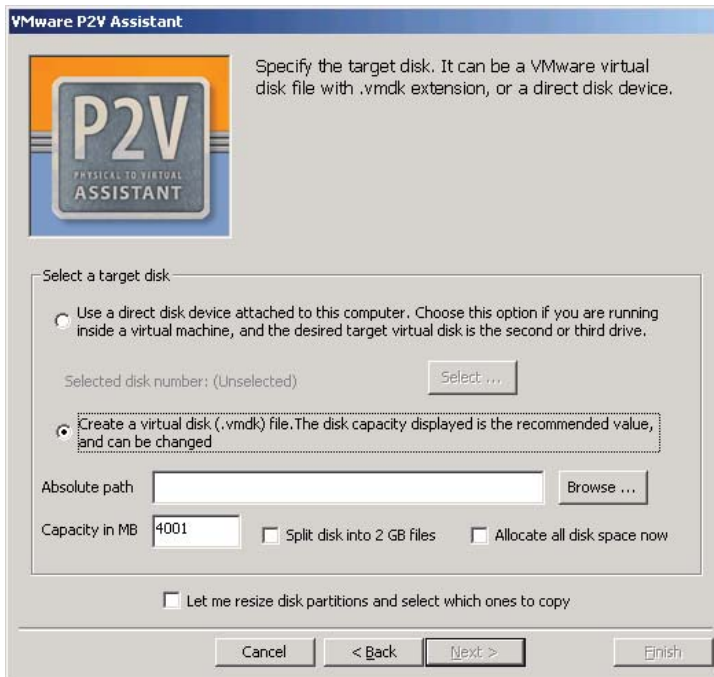 VMware P2V Assistant
Specify the target disk. It can be a VMware virtual
disk file with .vmdk extension, or a direct disk device.
P2V
PHYSICAL TO VIRTUAL
ASSISTANT
Select a target disk
Use a direct disk device attached to this computer. Choose this option if you are running
inside a virtual machine, and the desired target virtual disk is the second or third drive.
Selected disk number: (Unselected)
Select ...
Create a virtual disk (.vmdk) file.The disk capacity displayed is the recommended value,
and can be changed
Absolute path
Browse ...
Capacity in MB
4001
Split disk into 2 GB files
Allocate all disk space now
Let me resize disk partitions and select which ones to copy
Cancel
< Back
Next >
Finish